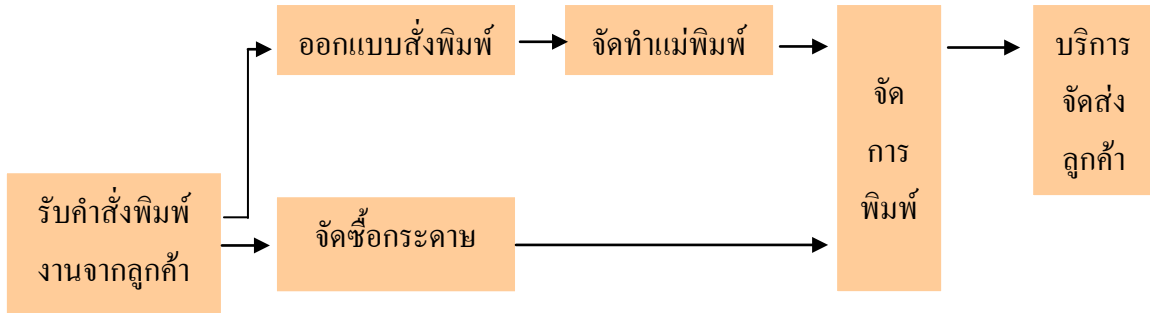 ออกแบบสั่งพิมพ์
จัดทำแม่พิมพ์
จัด
การ
พิมพ์
บริการ
จัดส่ง
ลูกค้า
รับคำสั่งพิมพ์
งานจากลูกค้า
จัดซื้อกระดาษ